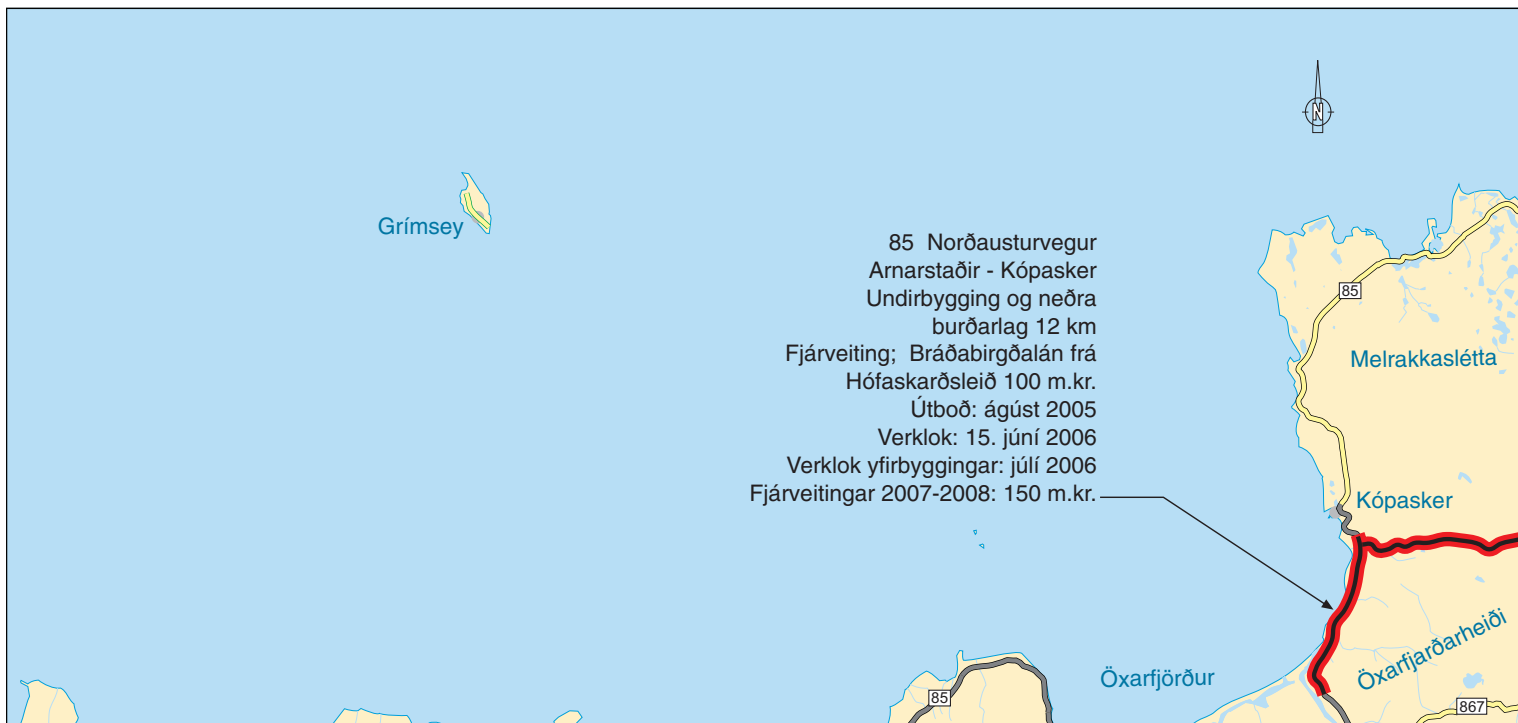 N
Grímsey
85 Norðausturvegur
Arnarstaðir - Kópasker
Undirbygging og neðra
burðarlag 12 km
Fjárveiting; Bráðabirgðalán frá
Hófaskarðsleið 100 m.kr.
Útboð: ágúst 2005
Verklok: 15. júní 2006
Verklok yfirbyggingar: júlí 2006
Fjárveitingar 2007-2008: 150 m.kr.
85
Melrakkaslétta
Kópasker
Öxarfjarðarheiði
Öxarfjörður
85
867